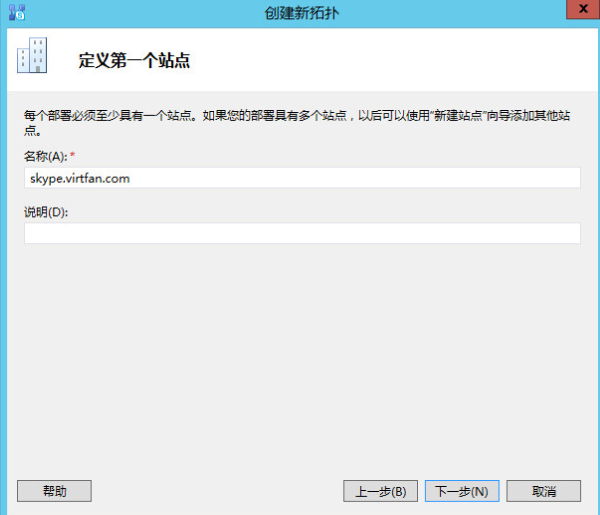 创建新拓扑
x
定义第一个站点
每个部署必须至少具有一个站点。如果您的部署具有多个站点，以后可以使用“新建站点”向导添加其他站
点。
名称(A): *
skype.virtfan.com
说明(D):
帮助
上一步(B)
下一步(N)
取消